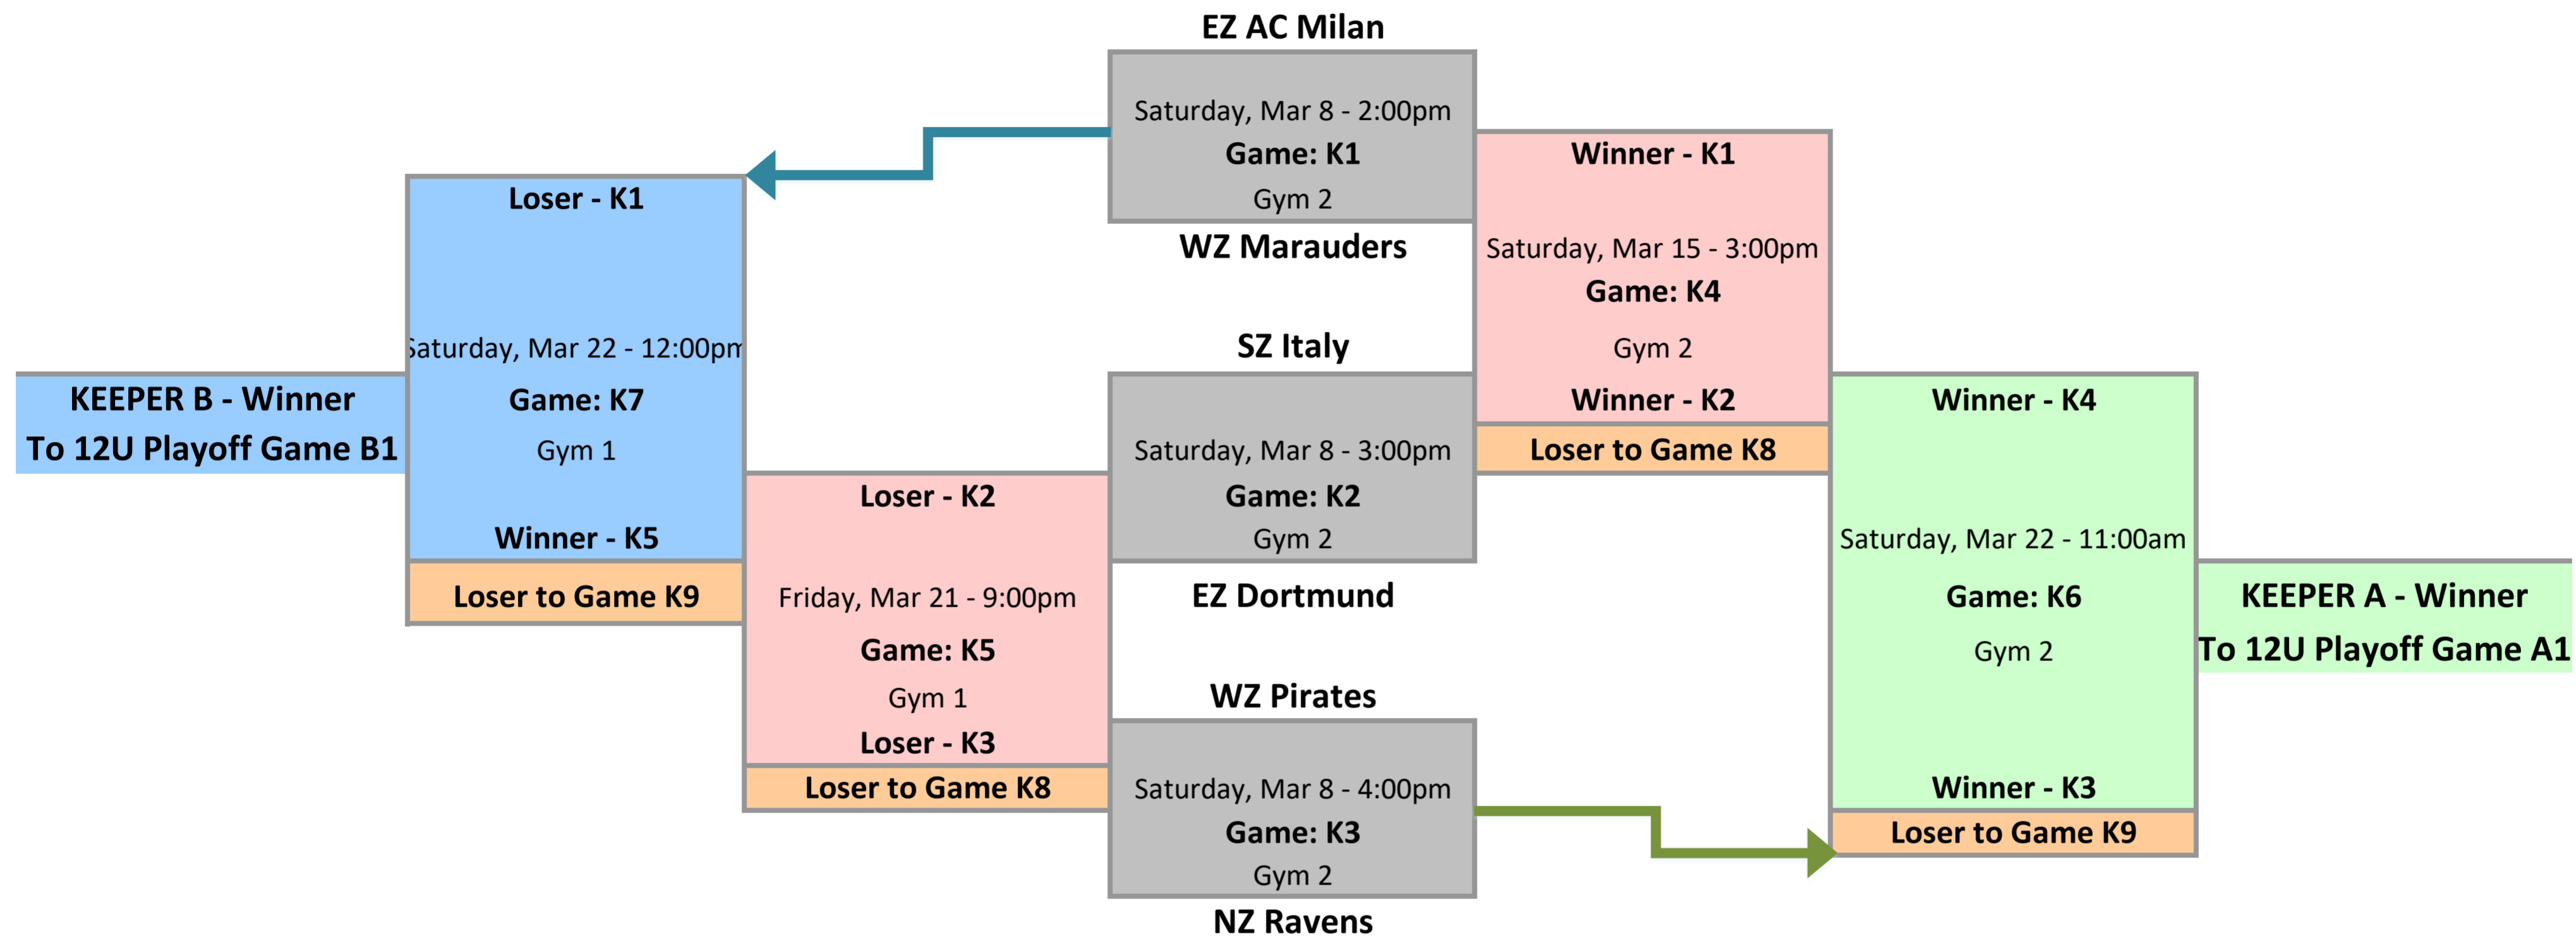 EZ AC Milan
Saturday, Mar 8 - 2:00pm
Game: K1
Gym 2
WZ Marauders
SZ Italy
Saturday, Mar 8 - 3:00pm
Game: K2
Gym 2
EZ Dortmund
WZ Pirates
Saturday, Mar 8 - 4:00pm
Game: K3
Gym 2
NZ Ravens
Winner - K1
Saturday, Mar 15 - 3:00pm
Game: K4
Gym 2
Winner - K2
Loser to Game K8
Winner - K4
Saturday, Mar 22 - 11:00am
Game: K6
Gym 2
Winner - K3
Loser to Game K9
KEEPER A - Winner
To 12U Playoff Game A1
Loser - K2
Friday, Mar 21 - 9:00pm
Game: K5
Gym 1
Loser - K3
Loser to Game K8
Loser - K1
Saturday, Mar 22 - 12:00pm
Game: K7
Gym 1
Winner - K5
Loser to Game K9
KEEPER B - Winner
To 12U Playoff Game B1